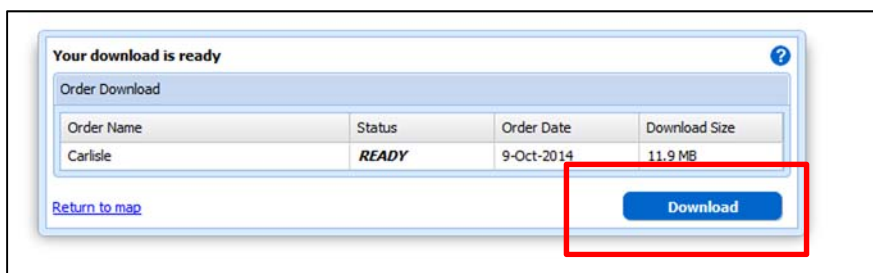 Your download is ready ?
Order Download
Order Name Status Order Date Download Size
Carlisle READY 9-Oct-2014 11.9 MB
Return to map Download